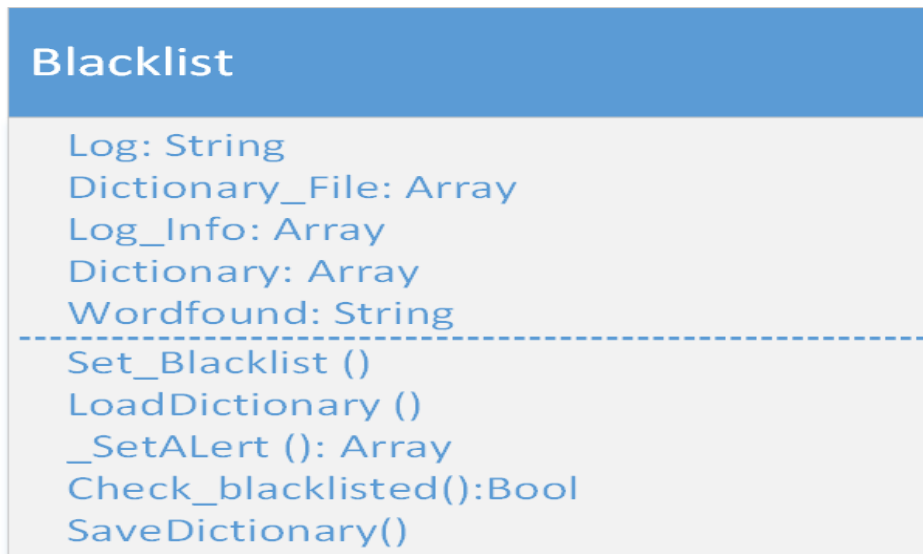 Blacklist
Log: String
Dictionary_File: Array
Log_Info: Array
Dictionary: Array
Wordfound: String
Set_Blacklist ()
LoadDictionary ()
_SetALert (): Array
Check_blacklisted():Bool
SaveDictionary()